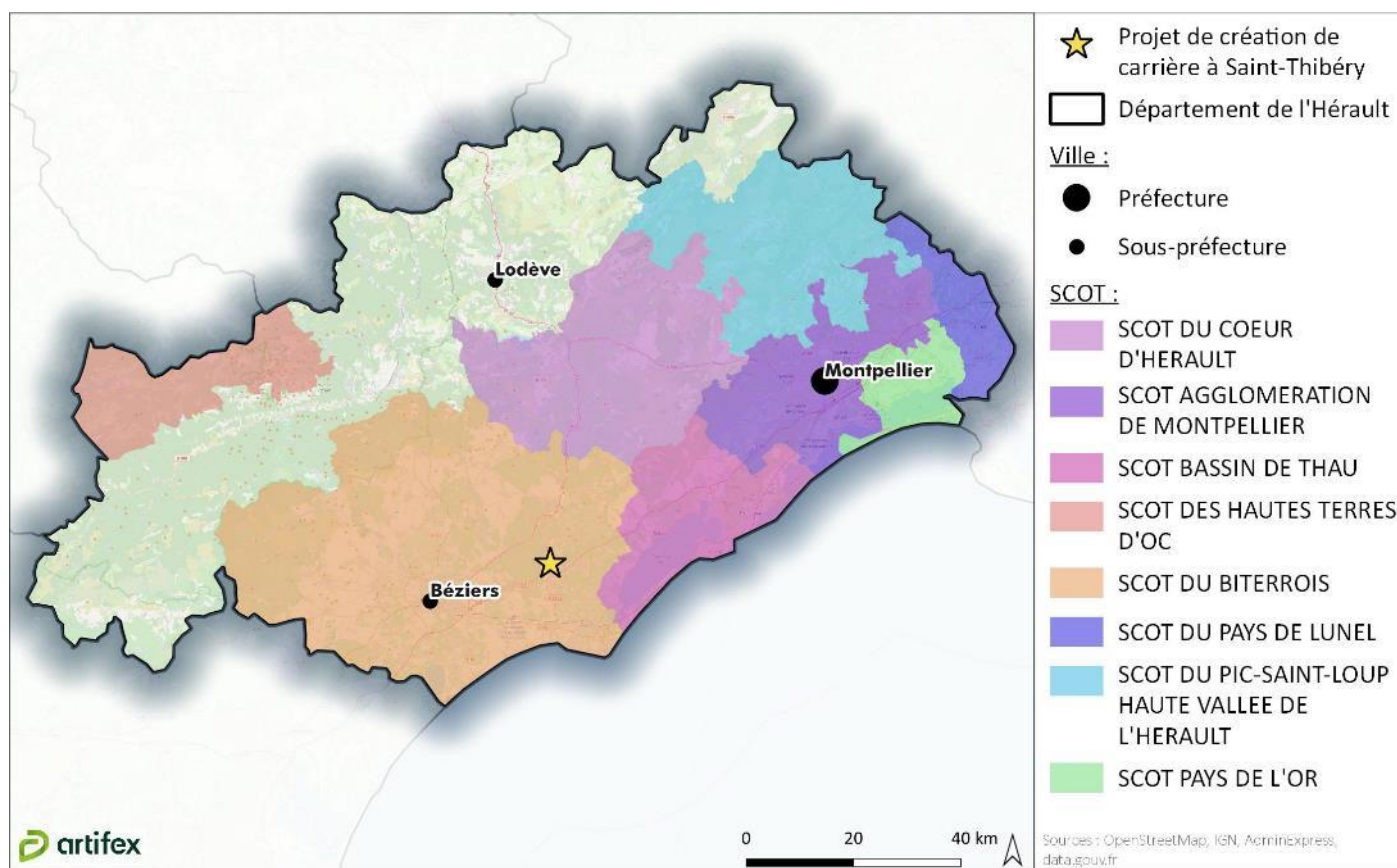 Lodève
Montpellier
Béziers
artifex
0 20 40 km
Projet de création de
carrière à Saint-Thibéry
Département de l'Hérault
Ville :
Préfecture
Sous-préfecture
SCOT :
SCOT DU COEUR
D'HERAULT
SCOT AGGLOMERATION
DE MONTPELLIER
SCOT BASSIN DE THAU
SCOT DES HAUTES TERRES
D'OC
SCOT DU BITERROIS
SCOT DU PAYS DE LUNEL
SCOT DU PIC-SAINT-LOUP
HAUTE VALLEE DE
L'HERAULT
SCOT PAYS DE L'OR
Sources : OpenStreetMap, IGN, AdminExpress,
data.gouv.fr